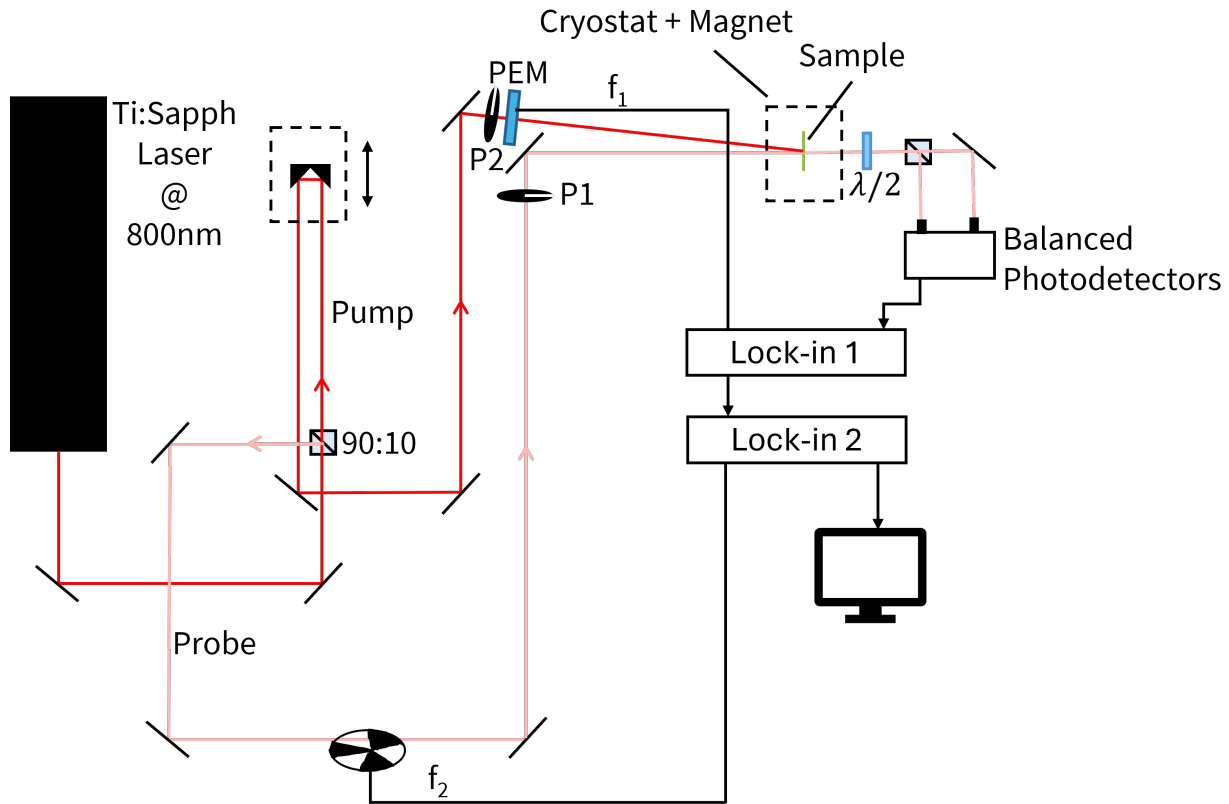 Cryostat + Magnet
Sample
PEM
f₁
Ti:Sapph
Laser
@
800nm
P2
P1
λ/2
Balanced
Photodetectors
Pump
Lock-in 1
Lock-in 2
90:10
Probe
f₂